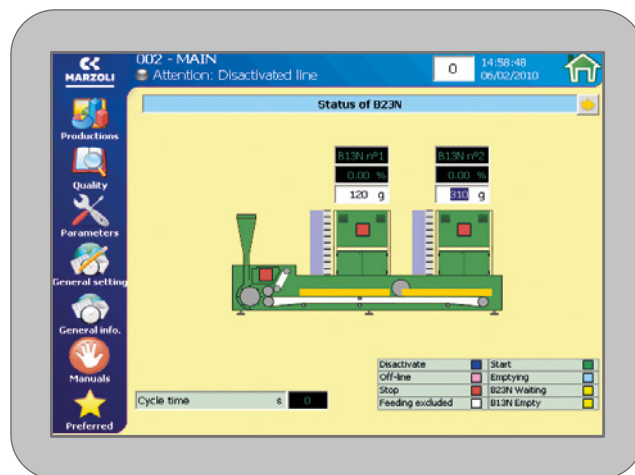 MARZOLI
002 - MAIN
Attention: Disactivated line
0
14:58:48
06/02/2010
Status of B23N
Productions
Quality
Parameters
General setting
General info.
Manuals
Preferred
B13N nº1
0.00 %
120 g
B13N nº2
0.00 %
310 g
Cycle time s 0
Disactivate Start
Off-line Emptying
Stop B23N Waiting
Feeding excluded B13N Empty